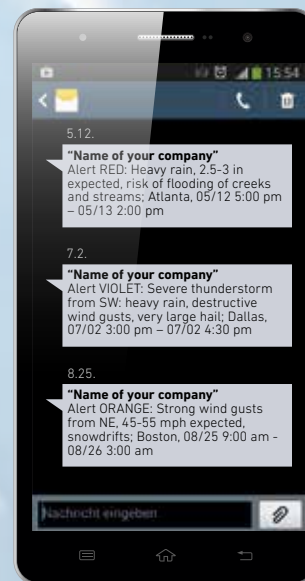 15:54
5.12.
"Name of your company"
Alert RED: Heavy rain, 2.5-3 in
expected, risk of flooding of creeks
and streams; Atlanta, 05/12 5:00 pm
– 05/13 2:00 pm
7.2.
"Name of your company"
Alert VIOLET: Severe thunderstorm
from SW: heavy rain, destructive
wind gusts, very large hail; Dallas,
07/02 3:00 pm – 07/02 4:30 pm
8.25.
"Name of your company"
Alert ORANGE: Strong wind gusts
from NE, 45-55 mph expected,
snowdrifts; Boston, 08/25 9:00 am -
08/26 3:00 am
Nachricht eingeben